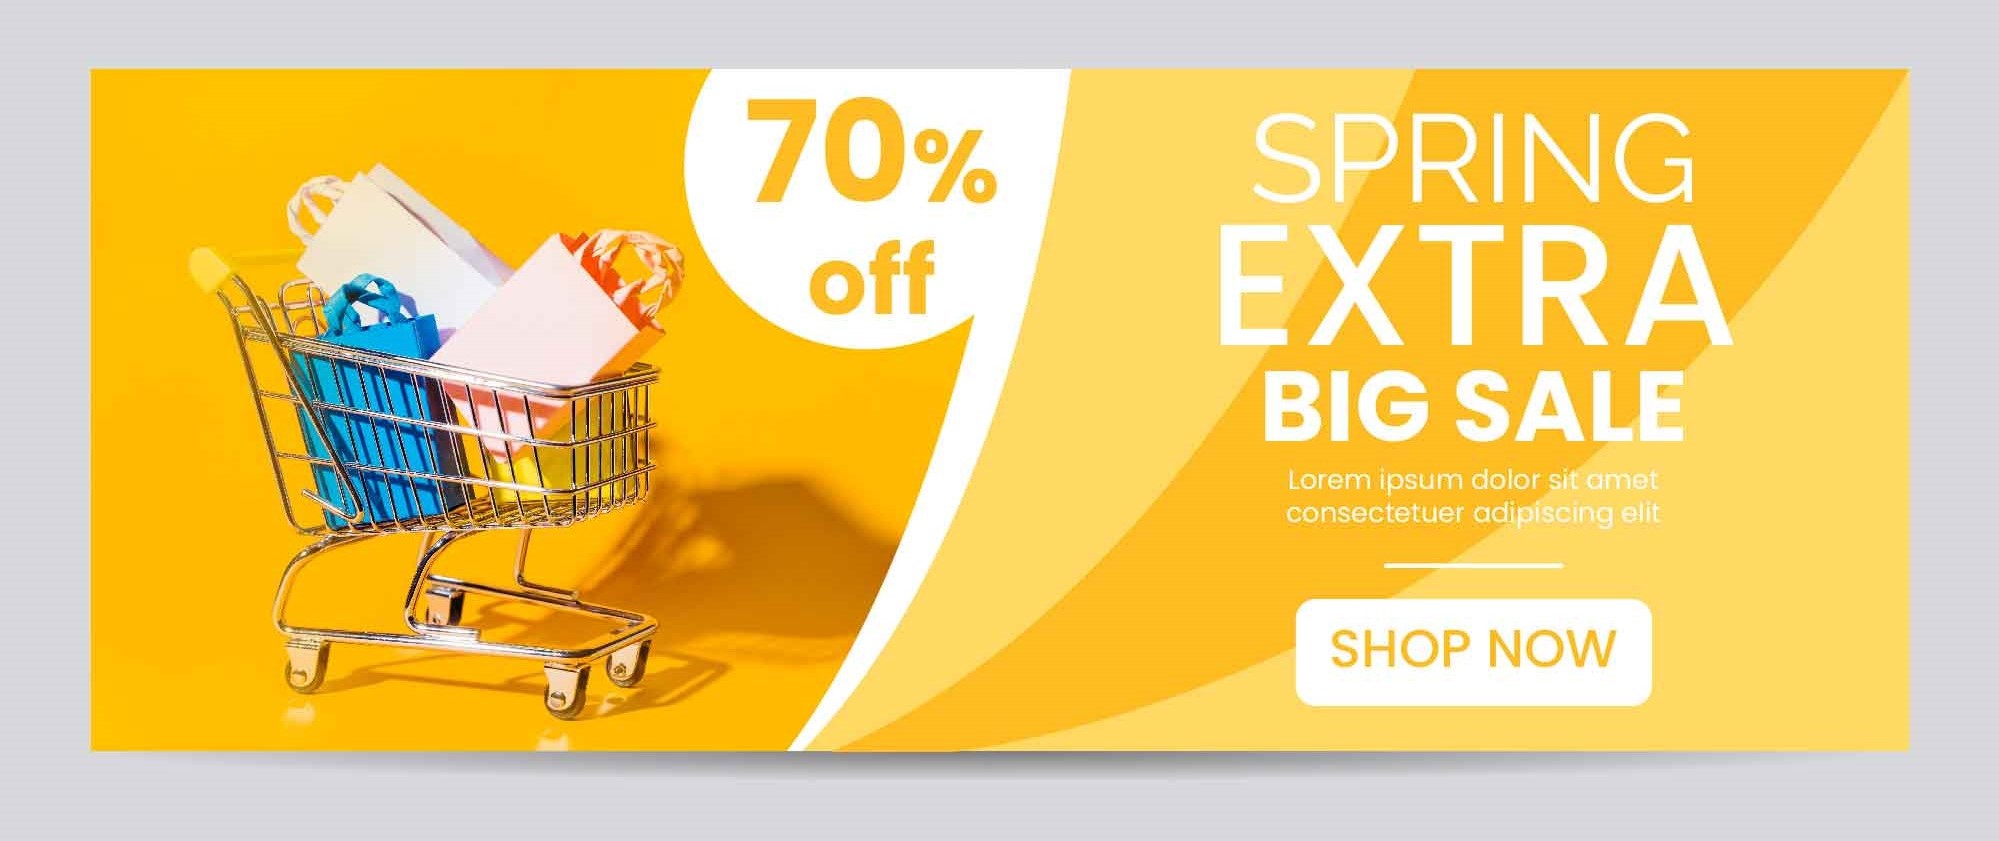 70%
off
SPRING
EXTRA
BIG SALE
Lorem ipsum dolor sit amet
consectetuer adipiscing elit
SHOP NOW